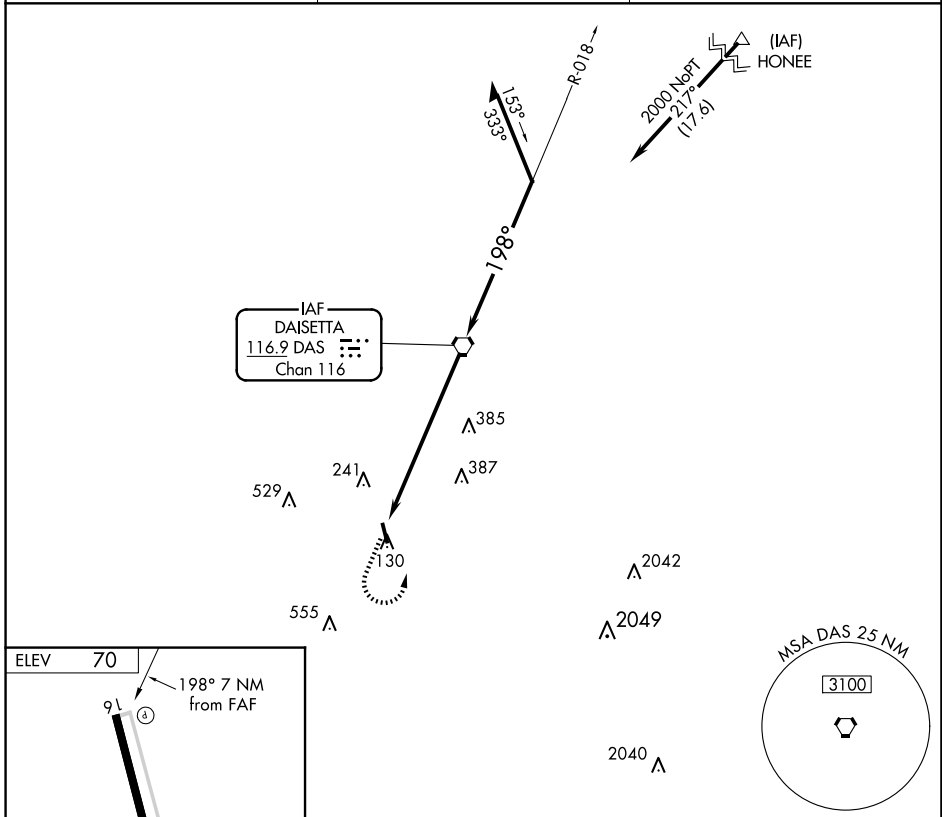 R-018
(IAF)
HONEE
2000 NoPT
217°
(17.6)
153°
333°
198°
IAF
DAISETTA
116.9 DAS
Chan 116
385
387
241
529
130
555
2042
2049
2040
ELEV 70
198° 7 NM
from FAF
16
P
MSA DAS 25 NM
3100